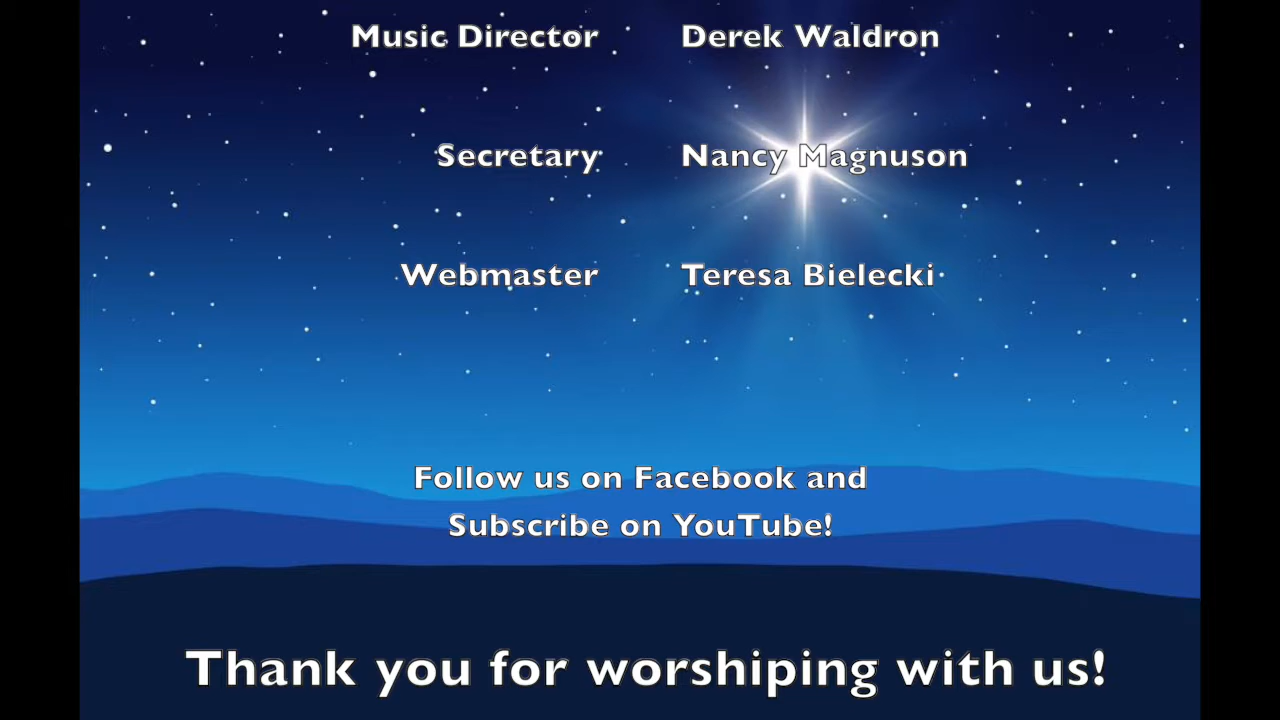 Music Director Derek Waldron
Secretary Nancy Magnuson
Webmaster Teresa Bielecki
Follow us on Facebook and
Subscribe on YouTube!
Thank you for worshiping with us!